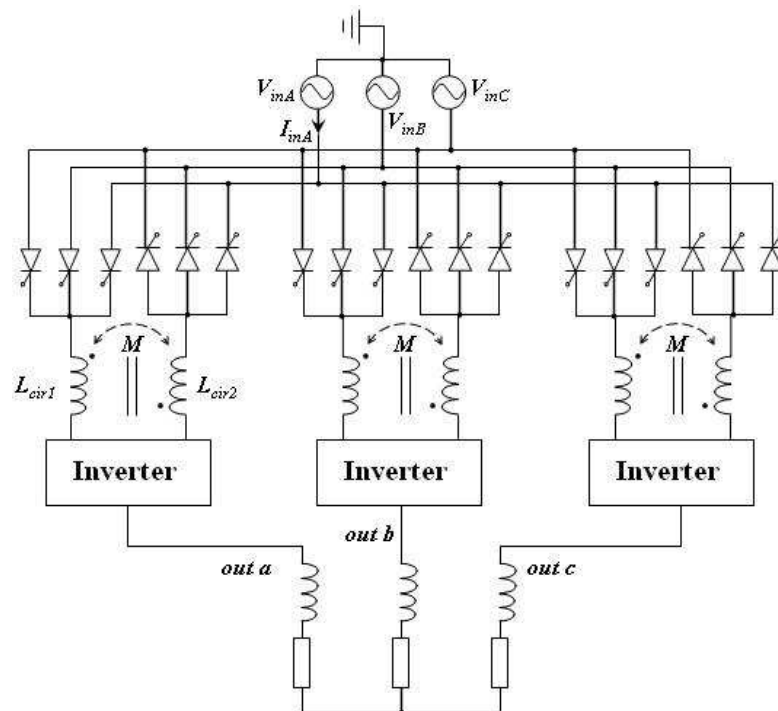 V_inA
V_inB
V_inC
I_inA
M
M
M
L_cir1
L_cir2
Inverter
Inverter
Inverter
out a
out b
out c